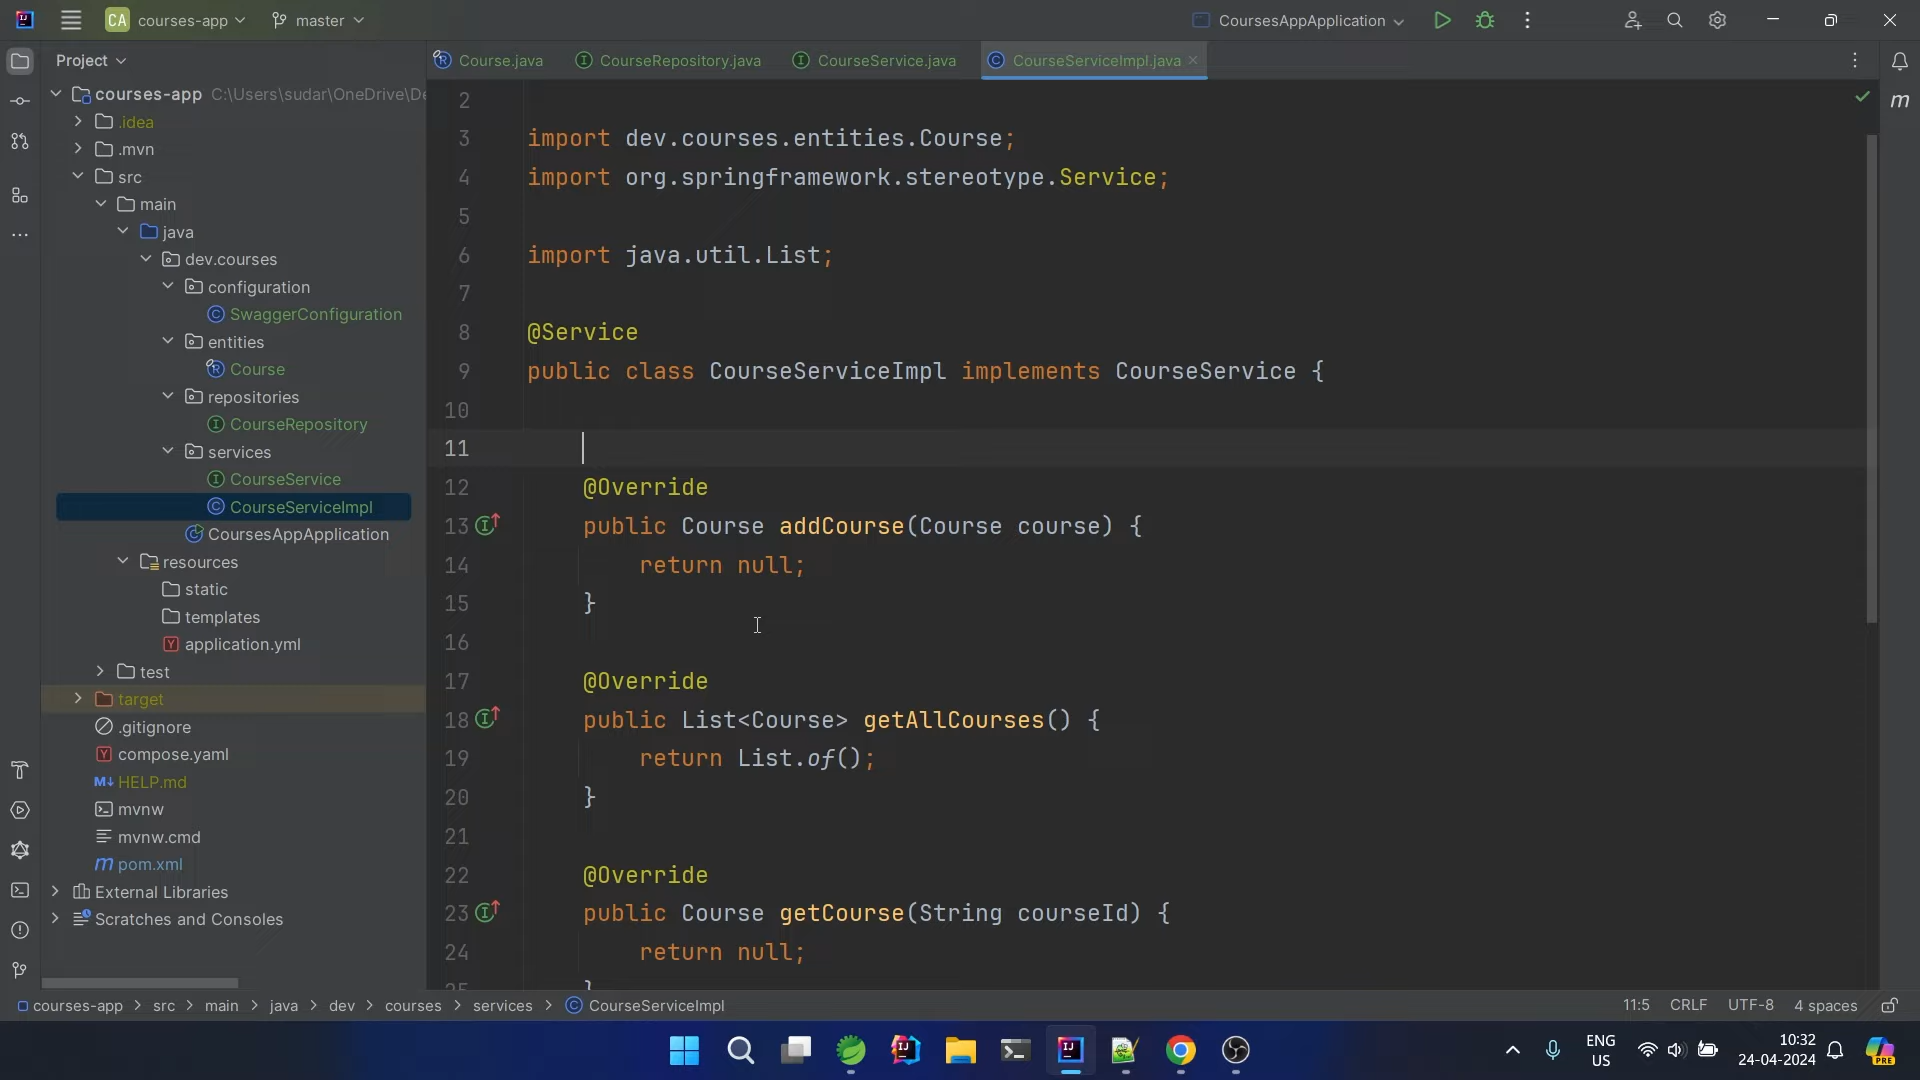 CA courses-app master CoursesAppApplication
Project
Course.java CourseRepository.java CourseService.java CourseServiceImpl.java
courses-app C:\Users\sudar\OneDrive\De
.idea
.mvn
src
main
java
dev.courses
configuration
SwaggerConfiguration
entities
Course
repositories
CourseRepository
services
CourseService
CourseServiceImpl
CoursesAppApplication
resources
static
templates
application.yml
test
target
.gitignore
compose.yaml
HELP.md
mvnw
mvnw.cmd
pom.xml
External Libraries
Scratches and Consoles
2
3 import dev.courses.entities.Course;
4 import org.springframework.stereotype.Service;
5
6 import java.util.List;
7
8 @Service
9 public class CourseServiceImpl implements CourseService {
10
11
12 @Override
13 public Course addCourse(Course course) {
14 return null;
15 }
16
17 @Override
18 public List<Course> getAllCourses() {
19 return List.of();
20 }
21
22 @Override
23 public Course getCourse(String courseId) {
24 return null;
25 }
courses-app > src > main > java > dev > courses > services > CourseServiceImpl 11:5 CRLF UTF-8 4 spaces
ENG
US
10:32
24-04-2024
PRE